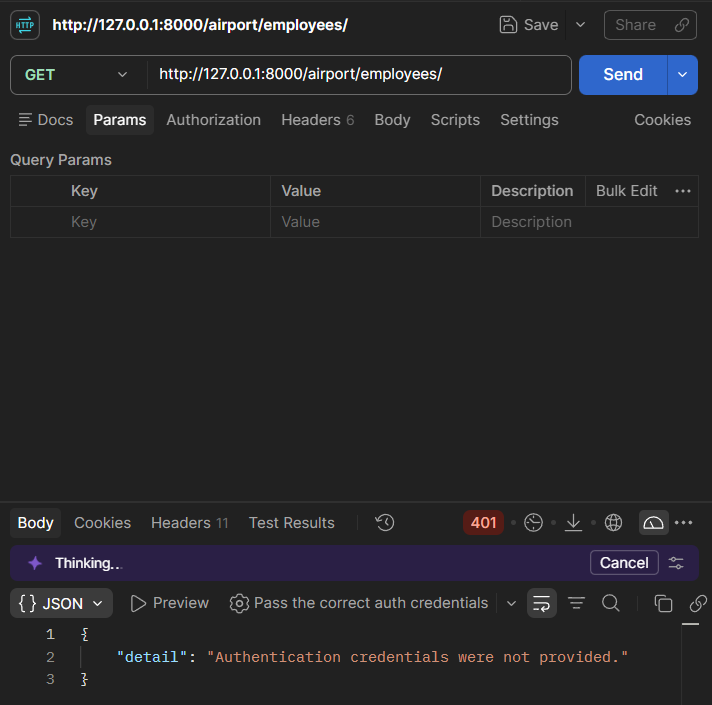 HTTP http://127.0.0.1:8000/airport/employees/ Save Share
GET http://127.0.0.1:8000/airport/employees/ Send
Docs Params Authorization Headers 6 Body Scripts Settings Cookies
Query Params
Key Value Description Bulk Edit
Key Value Description
Body Cookies Headers 11 Test Results 401
Thinking.. Cancel
{} JSON Preview Pass the correct auth credentials
1 {
2 "detail": "Authentication credentials were not provided."
3 }